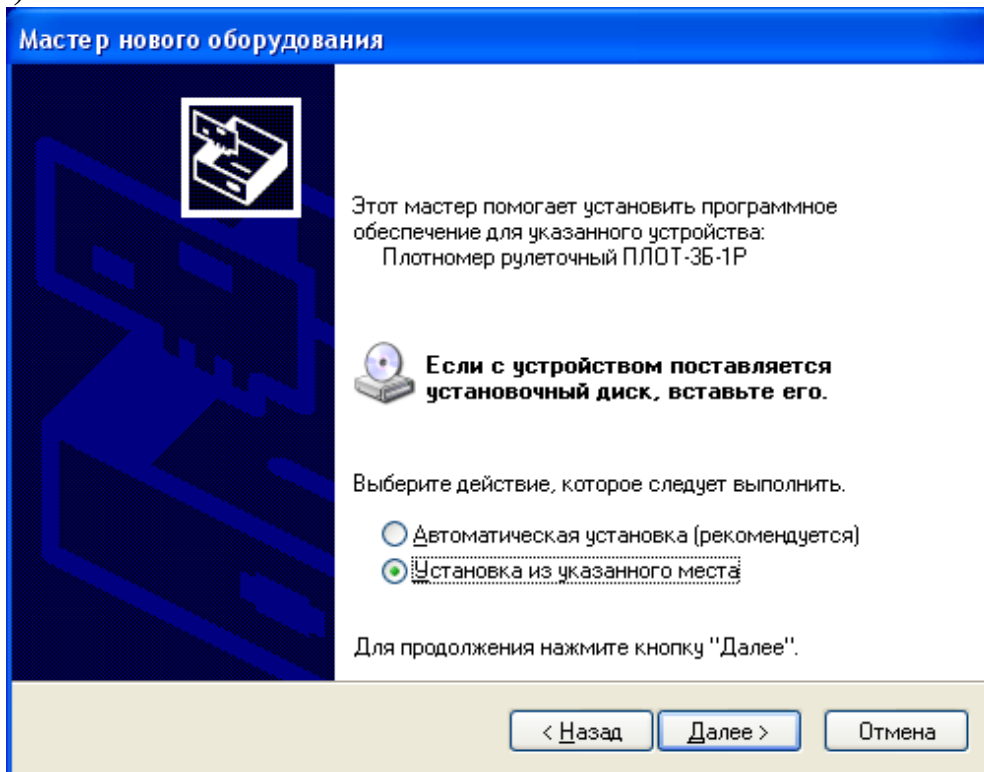 )
Мастер нового оборудования
Этот мастер помогает установить программное
обеспечение для указанного устройства:
Плотномер рулеточный ПЛОТ-3Б-1Р
Если с устройством поставляется
установочный диск, вставьте его.
Выберите действие, которое следует выполнить.
Автоматическая установка (рекомендуется)
Установка из указанного места
Для продолжения нажмите кнопку "Далее".
< Назад Далее > Отмена